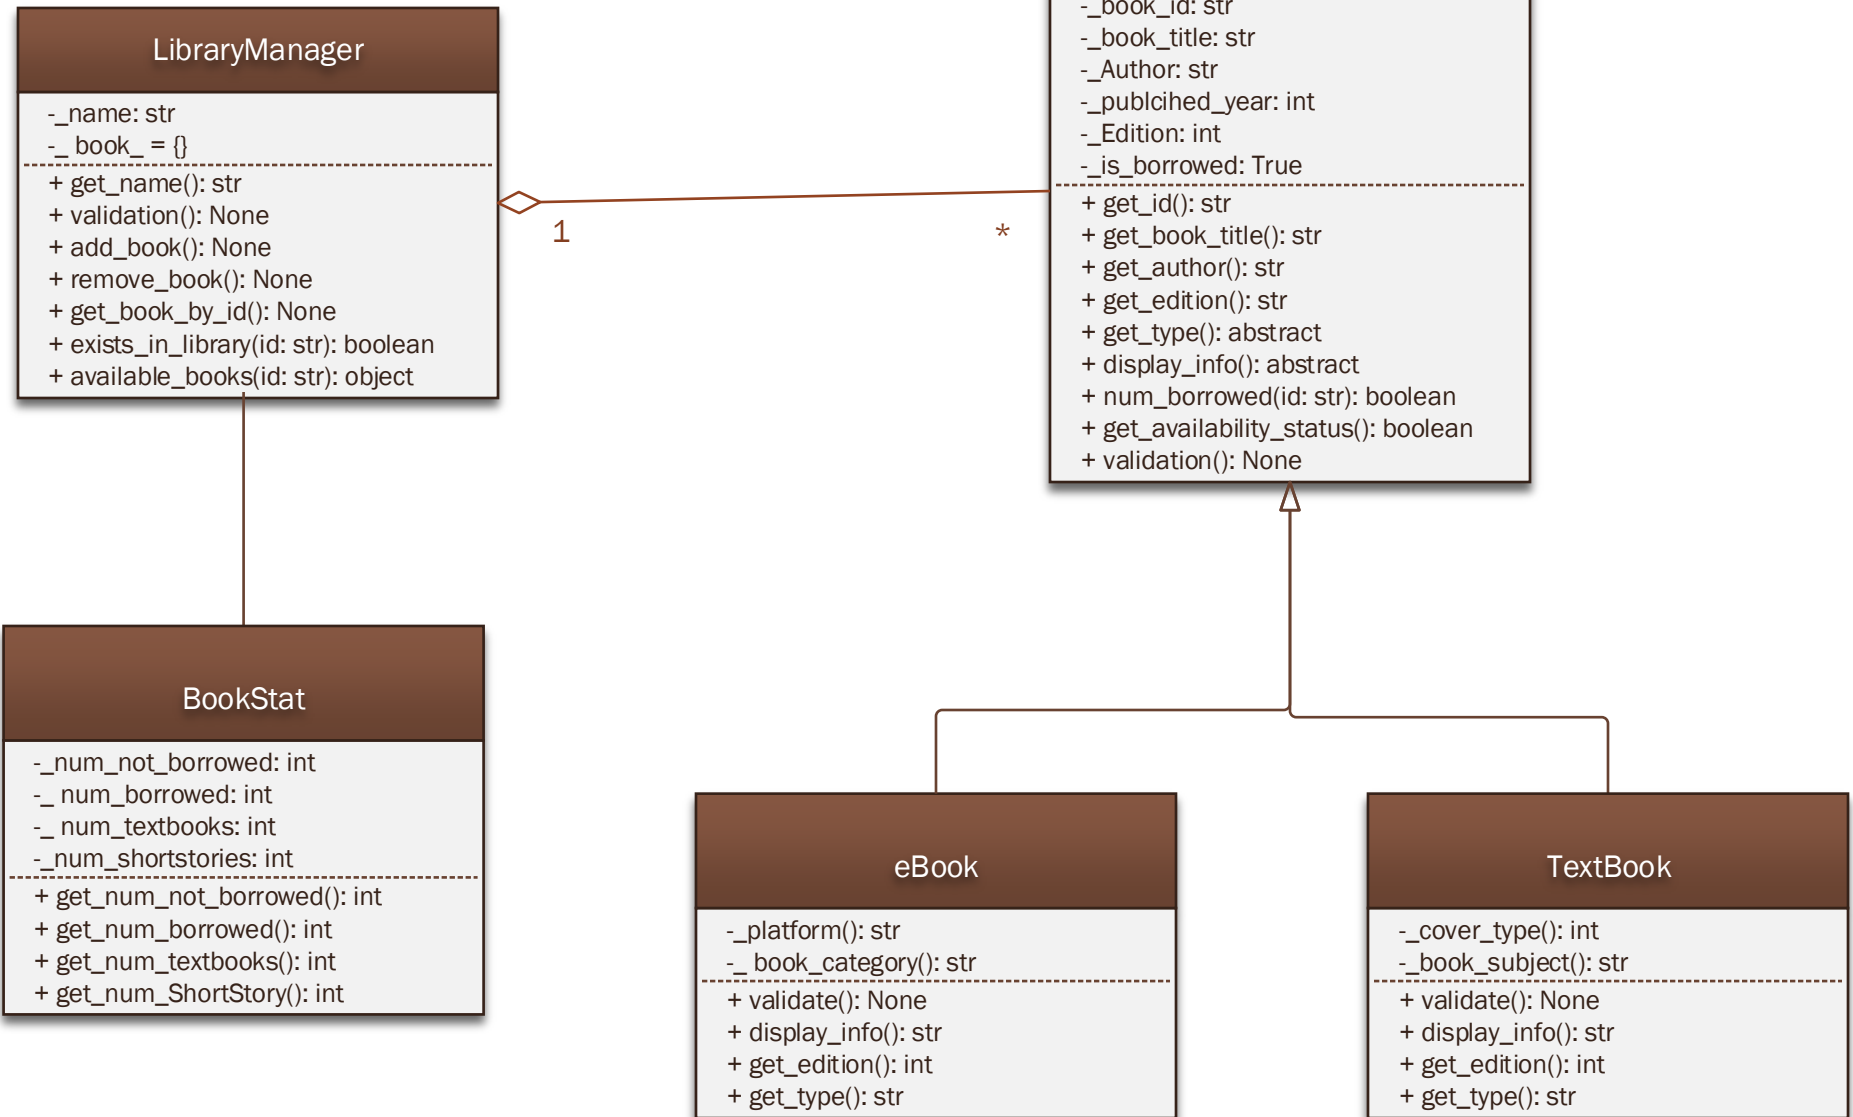 LibraryManager
-_name: str
-_ book_ = {}
+ get_name(): str
+ validation(): None
+ add_book(): None
+ remove_book(): None
+ get_book_by_id(): None
+ exists_in_library(id: str): boolean
+ available_books(id: str): object
1
*
-_book_id: str
-_book_title: str
-_Author: str
-_publcihed_year: int
-_Edition: int
-_is_borrowed: True
+ get_id(): str
+ get_book_title(): str
+ get_author(): str
+ get_edition(): str
+ get_type(): abstract
+ display_info(): abstract
+ num_borrowed(id: str): boolean
+ get_availability_status(): boolean
+ validation(): None
BookStat
-_num_not_borrowed: int
-_ num_borrowed: int
-_ num_textbooks: int
-_num_shortstories: int
+ get_num_not_borrowed(): int
+ get_num_borrowed(): int
+ get_num_textbooks(): int
+ get_num_ShortStory(): int
eBook
-_platform(): str
-_ book_category(): str
+ validate(): None
+ display_info(): str
+ get_edition(): int
+ get_type(): str
TextBook
-_cover_type(): int
-_book_subject(): str
+ validate(): None
+ display_info(): str
+ get_edition(): int
+ get_type(): str